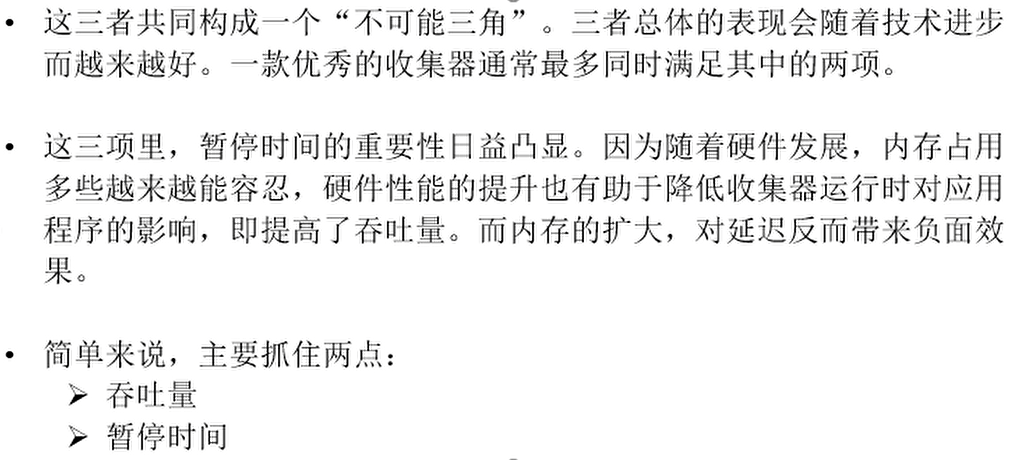 • 这三者共同构成一个“不可能三角”。三者总体的表现会随着技术进步
而越来越好。一款优秀的收集器通常最多同时满足其中的两项。
• 这三项里，暂停时间的重要性日益凸显。因为随着硬件发展，内存占用
多些越来越能容忍，硬件性能的提升也有助于降低收集器运行时对应用
程序的影响，即提高了吞吐量。而内存的扩大，对延迟反而带来负面效
果。
• 简单来说，主要抓住两点：
➢ 吞吐量
➢ 暂停时间